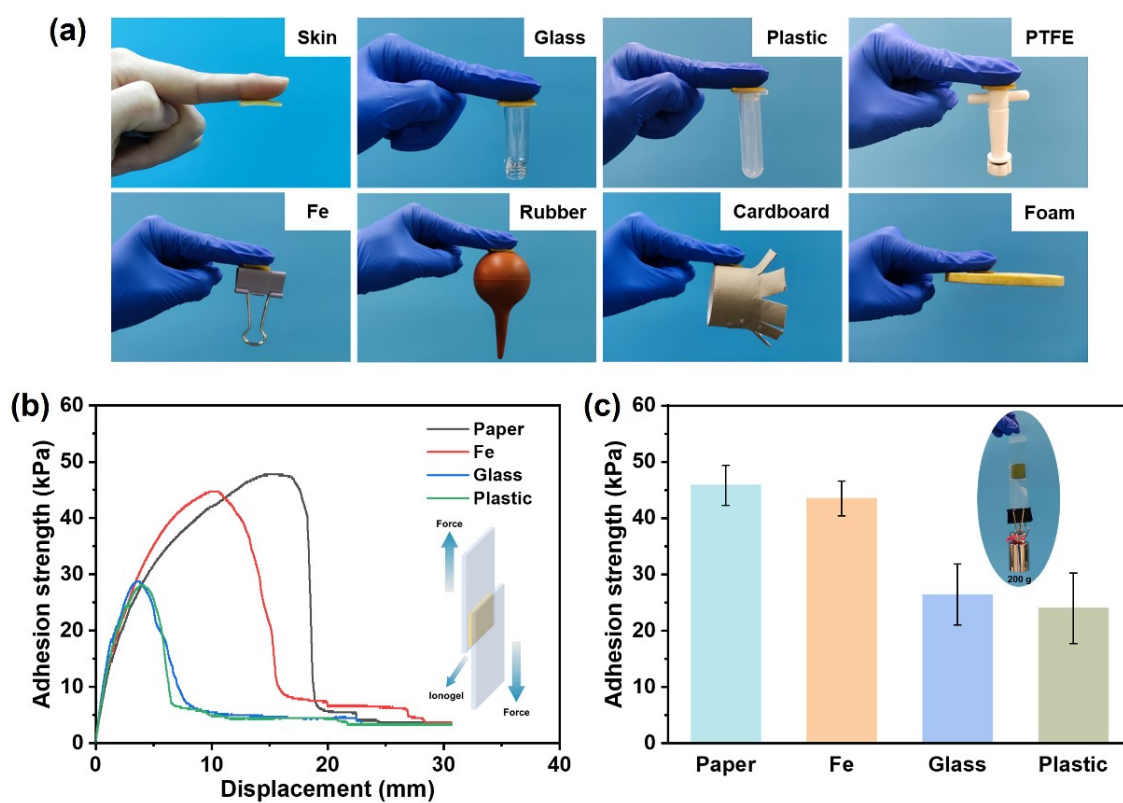 (a)
Skin
Glass
Plastic
PTFE
Fe
Rubber
Cardboard
Foam
(b)
60
50
40
30
20
10
0
Adhesion strength (kPa)
Paper
Fe
Glass
Plastic
Force
Ionogel
Force
0
10
20
30
40
Displacement (mm)
(c)
60
50
40
30
20
10
0
Adhesion strength (kPa)
200 g
Paper
Fe
Glass
Plastic